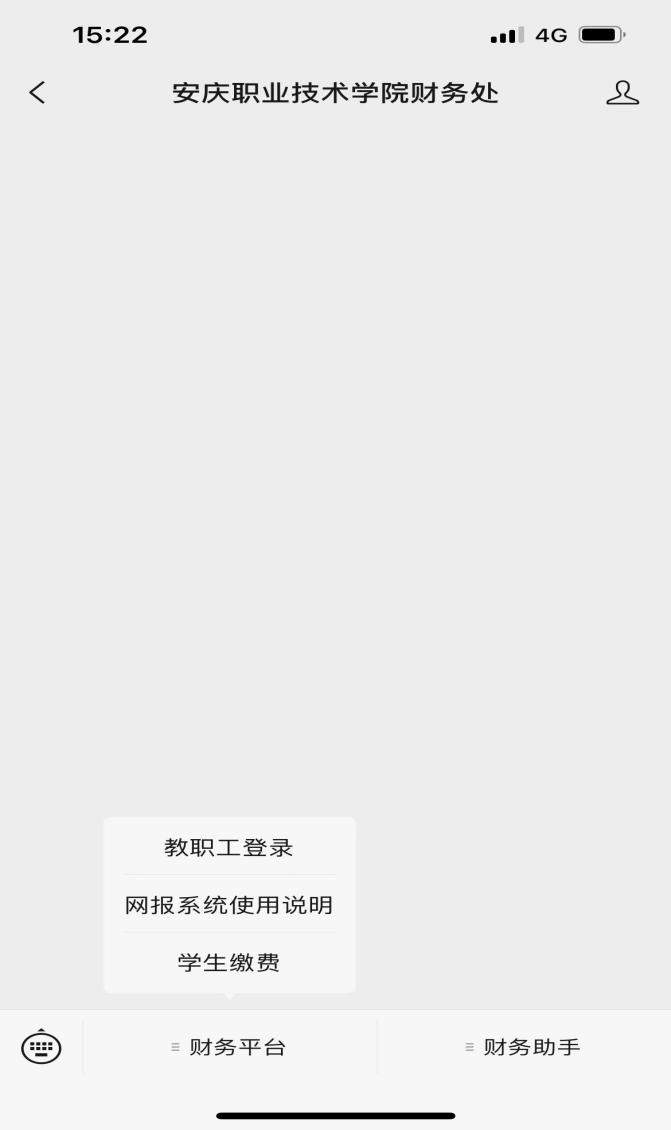 15:22
4G
安庆职业技术学院财务处
教职工登录
网报系统使用说明
学生缴费
财务平台
财务助手